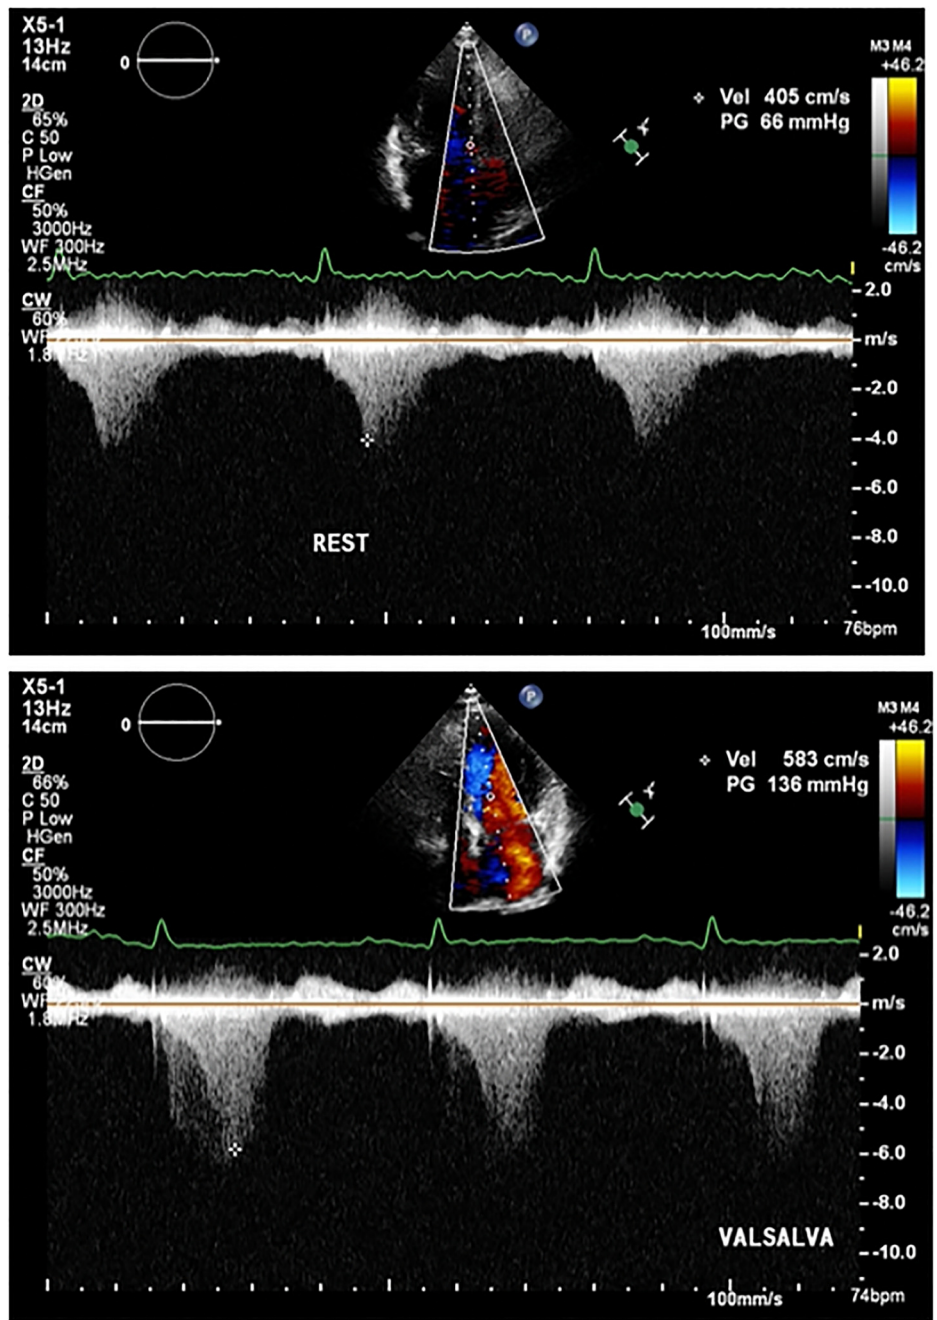 X5-1
13Hz
14cm
0
P
M3 M4
+46.2
Vel 405 cm/s
PG 66 mmHg
2D
65%
C 50
P Low
HGen
CF
50%
3000Hz
WF 300Hz
2.5MHz
-46.2
cm/s
CW
60%
2.0
m/s
-2.0
-4.0
-6.0
-8.0
-10.0
REST
100mm/s
76bpm
X5-1
13Hz
14cm
0
P
M3 M4
+46.2
Vel 583 cm/s
PG 136 mmHg
2D
66%
C 50
P Low
HGen
CF
50%
3000Hz
WF 300Hz
2.5MHz
-46.2
cm/s
CW
60%
2.0
m/s
-2.0
-4.0
-6.0
-8.0
-10.0
VALSALVA
100mm/s
74bpm